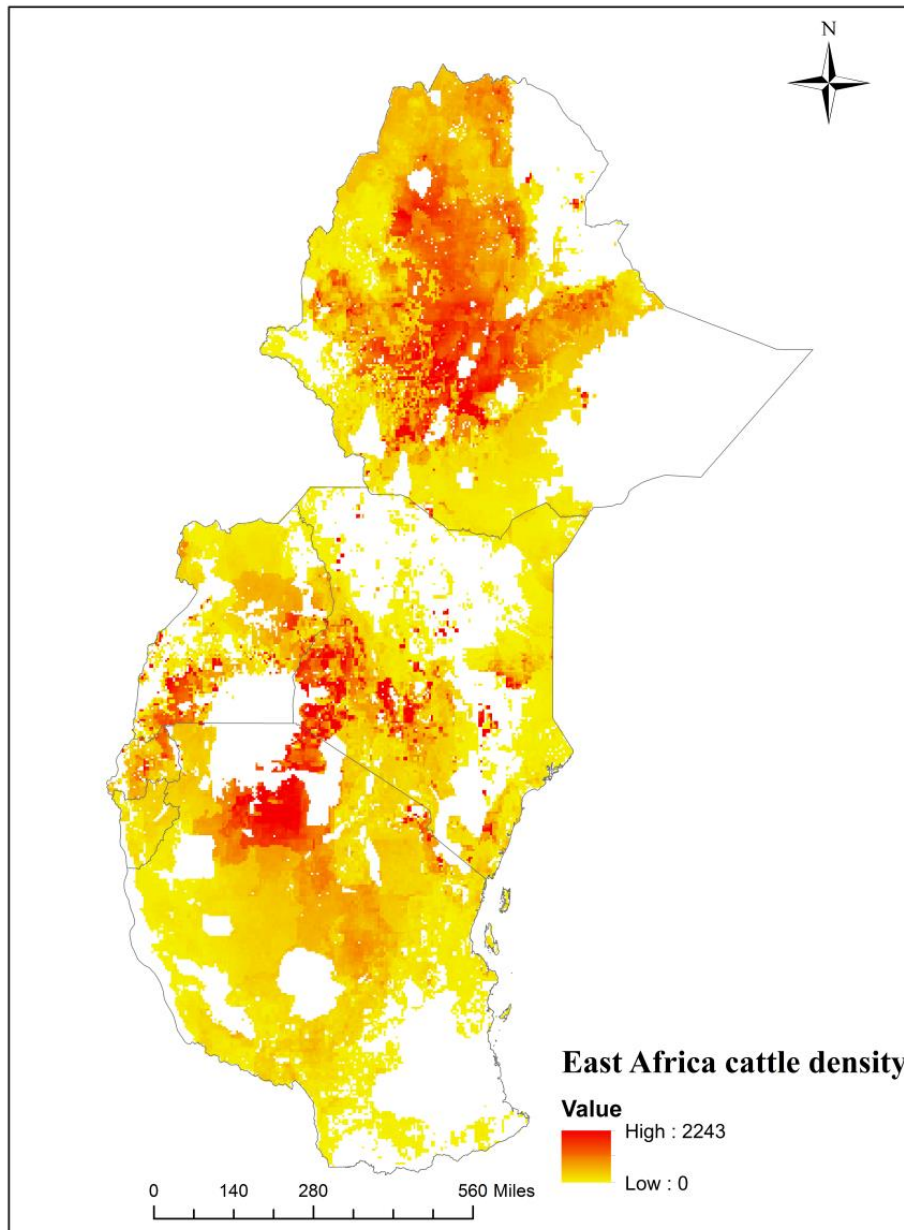 N
East Africa cattle density
Value
High : 2243
Low : 0
0 140 280 560 Miles